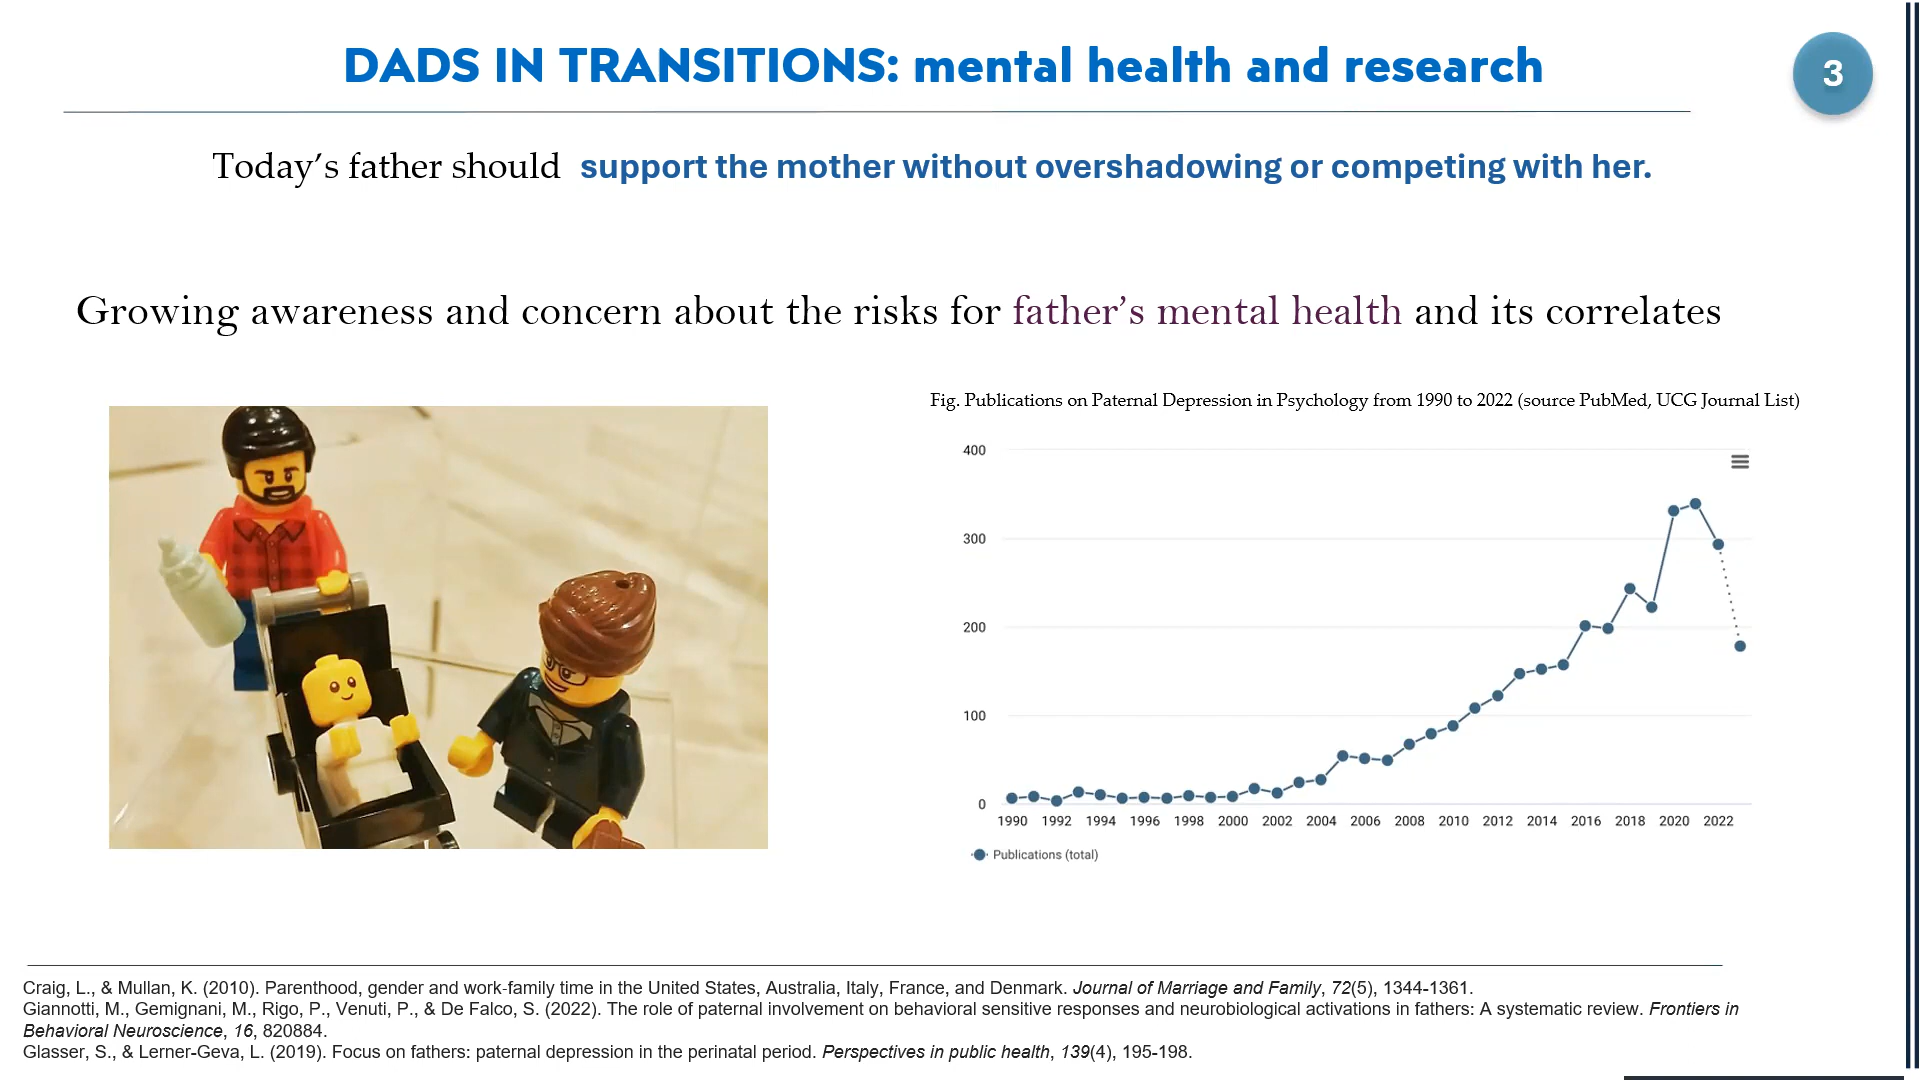 DADS IN TRANSITIONS: mental health and research
3
Today’s father should support the mother without overshadowing or competing with her.
Growing awareness and concern about the risks for father’s mental health and its correlates
Fig. Publications on Paternal Depression in Psychology from 1990 to 2022 (source PubMed, UCG Journal List)
400
300
200
100
0
1990 1992 1994 1996 1998 2000 2002 2004 2006 2008 2010 2012 2014 2016 2018 2020 2022
Publications (total)
Craig, L., & Mullan, K. (2010). Parenthood, gender and work-family time in the United States, Australia, Italy, France, and Denmark. Journal of Marriage and Family, 72(5), 1344-1361.
Giannotti, M., Gemignani, M., Rigo, P., Venuti, P., & De Falco, S. (2022). The role of paternal involvement on behavioral sensitive responses and neurobiological activations in fathers: A systematic review. Frontiers in
Behavioral Neuroscience, 16, 820884.
Glasser, S., & Lerner-Geva, L. (2019). Focus on fathers: paternal depression in the perinatal period. Perspectives in public health, 139(4), 195-198.